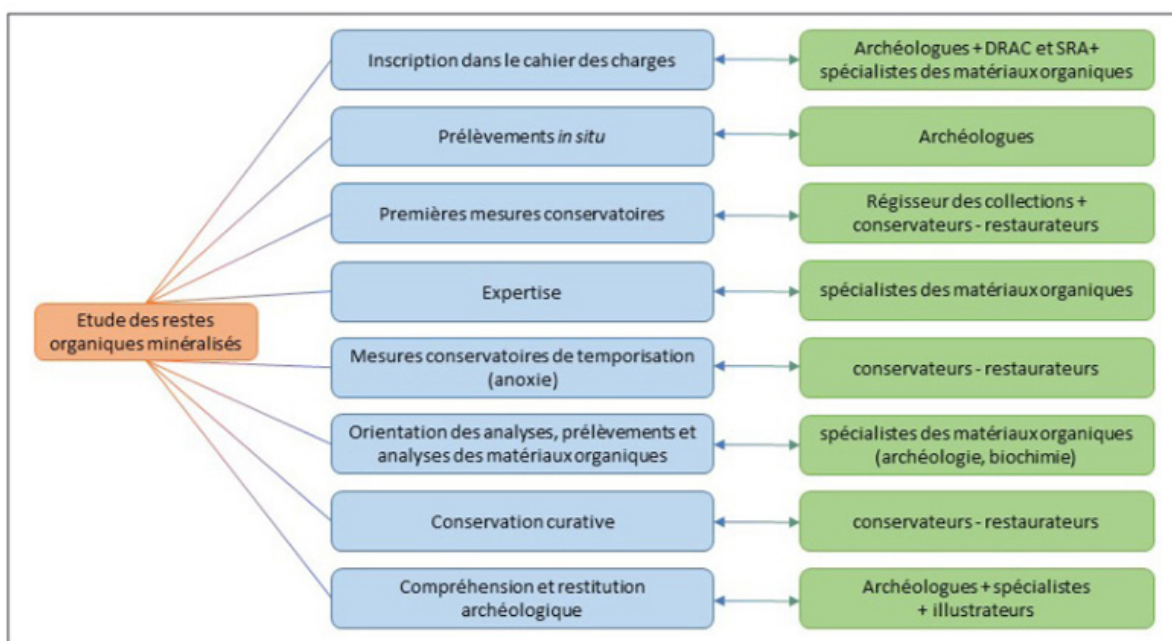 Inscription dans le cahier des charges
Archéologues + DRAC et SRA+
spécialistes des matériaux organiques
Prélèvements in situ
Archéologues
Premières mesures conservatoires
Régisseur des collections +
conservateurs - restaurateurs
Etude des restes
organiques minéralisés
Expertise
spécialistes des matériaux organiques
Mesures conservatoires de temporisation
(anoxie)
conservateurs - restaurateurs
Orientation des analyses, prélèvements et
analyses des matériaux organiques
spécialistes des matériaux organiques
(archéologie, biochimie)
Conservation curative
conservateurs - restaurateurs
Compréhension et restitution
archéologique
Archéologues + spécialistes
+ illustrateurs